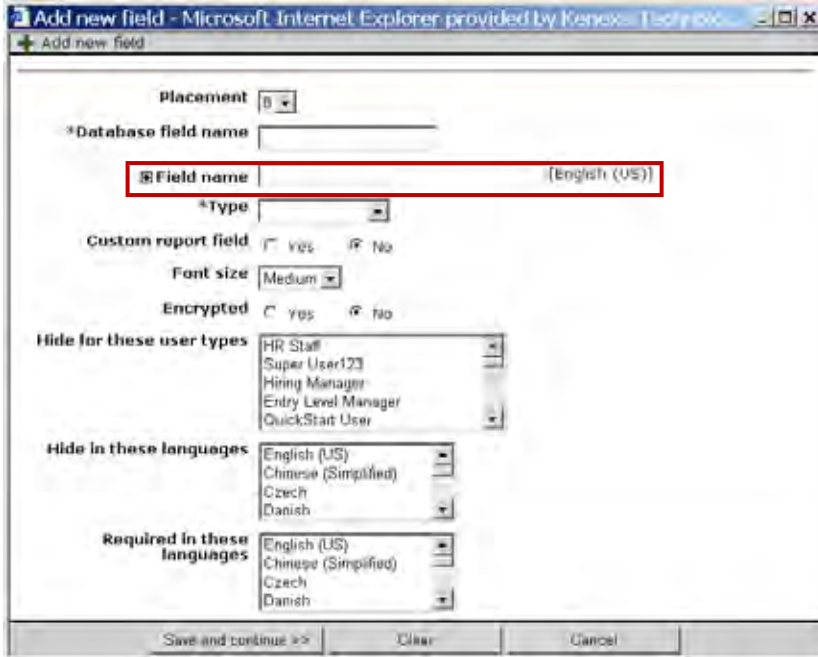 Add new field - Microsoft Internet Explorer provided by Kenexa
Add new field
Placement 8
*Database field name
Field name [English (US)]
*Type
Custom report field Yes No
Font size Medium
Encrypted Yes No
Hide for these user types HR Staff
Super User123
Hiring Manager
Entry Level Manager
QuickStart User
Hide in these languages English (US)
Chinese (Simplified)
Czech
Danish
Required in these languages English (US)
Chinese (Simplified)
Czech
Danish
Save and continue >> Clear Cancel